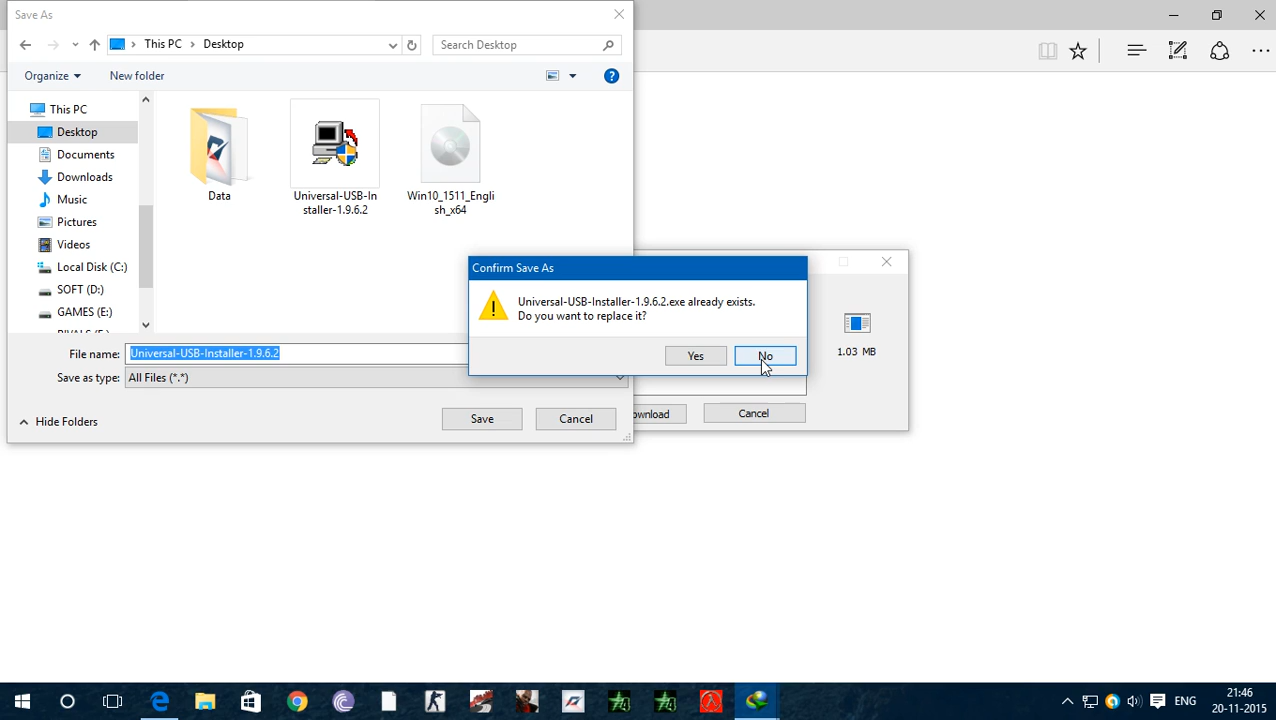 Save As
This PC
Desktop
Search Desktop
Organize
New folder
This PC
Desktop
Documents
Downloads
Music
Pictures
Videos
Local Disk (C:)
SOFT (D:)
GAMES (E:)
Data
Universal-USB-In
staller-1.9.6.2
Win10_1511_Engli
sh_x64
Confirm Save As
Universal-USB-Installer-1.9.6.2.exe already exists.
Do you want to replace it?
Yes
No
1.03 MB
File name:
Universal-USB-Installer-1.9.6.2
Save as type:
All Files (*.*)
Hide Folders
Save
Cancel
ownload
Cancel
ENG
21:46
20-11-2015